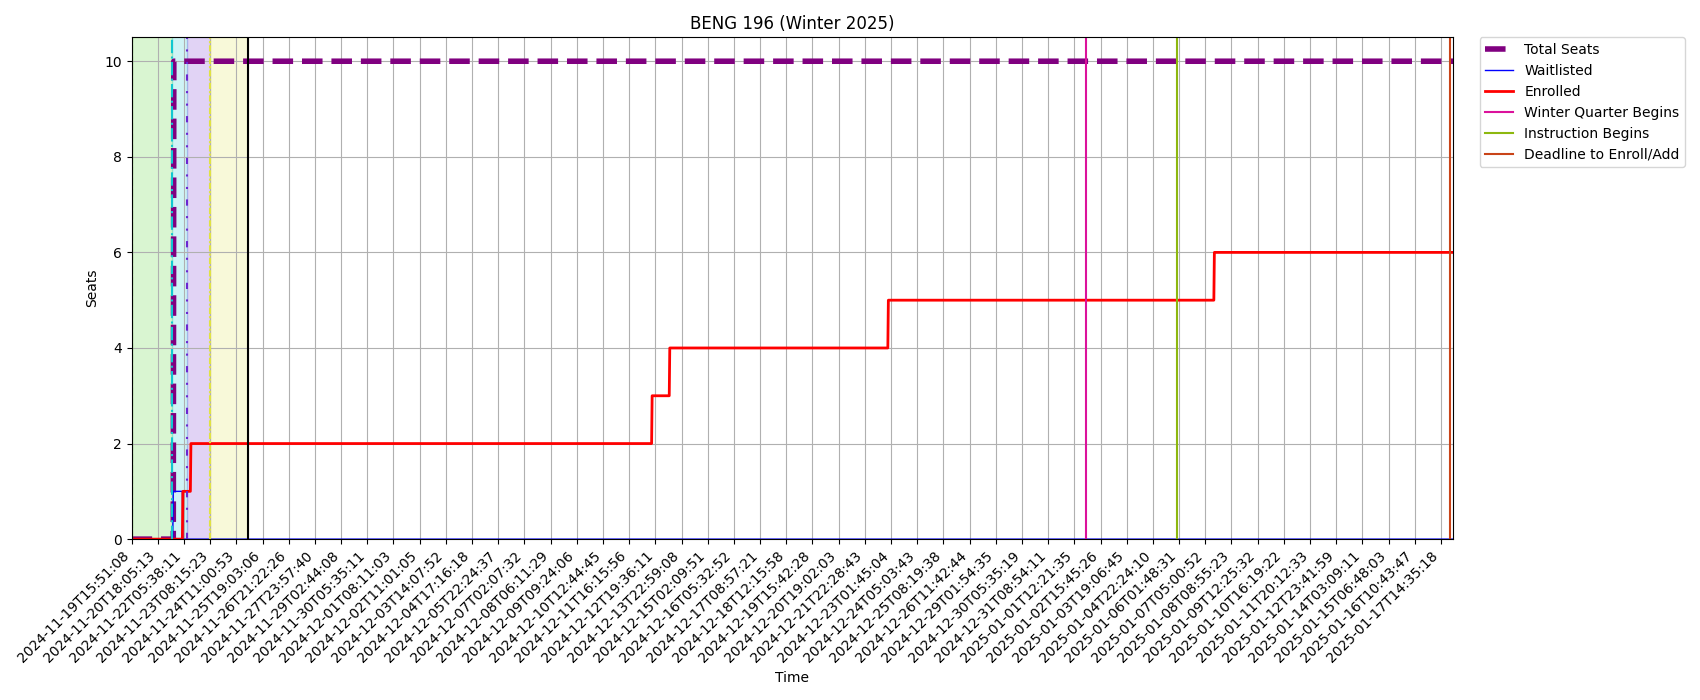 BENG 196 (Winter 2025)
Seats
10
8
6
4
2
0
2024-11-19T15:51:08
2024-11-20T18:05:13
2024-11-22T05:38:11
2024-11-23T08:15:23
2024-11-24T11:00:53
2024-11-25T19:03:06
2024-11-26T21:22:26
2024-11-27T23:57:40
2024-11-29T02:44:08
2024-11-30T05:35:11
2024-12-01T08:11:03
2024-12-02T11:01:05
2024-12-03T14:07:52
2024-12-04T17:16:18
2024-12-05T22:24:37
2024-12-07T02:07:32
2024-12-08T06:11:29
2024-12-09T09:24:06
2024-12-10T12:44:45
2024-12-11T16:15:56
2024-12-12T19:36:11
2024-12-13T22:59:08
2024-12-15T02:09:51
2024-12-16T05:32:52
2024-12-17T08:57:21
2024-12-18T12:15:58
2024-12-19T15:42:28
2024-12-20T19:02:03
2024-12-21T22:28:43
2024-12-23T01:45:04
2024-12-24T05:03:43
2024-12-25T08:19:38
2024-12-26T11:42:44
2024-12-29T01:54:35
2024-12-30T05:35:19
2024-12-31T08:54:11
2025-01-01T12:21:35
2025-01-02T15:45:26
2025-01-03T19:06:45
2025-01-04T22:24:10
2025-01-06T01:48:31
2025-01-07T05:00:52
2025-01-08T08:55:23
2025-01-09T12:25:32
2025-01-10T16:19:22
2025-01-11T20:12:33
2025-01-12T23:41:59
2025-01-14T03:09:11
2025-01-15T06:48:03
2025-01-16T10:43:47
2025-01-17T14:35:18
Time
Total Seats
Waitlisted
Enrolled
Winter Quarter Begins
Instruction Begins
Deadline to Enroll/Add